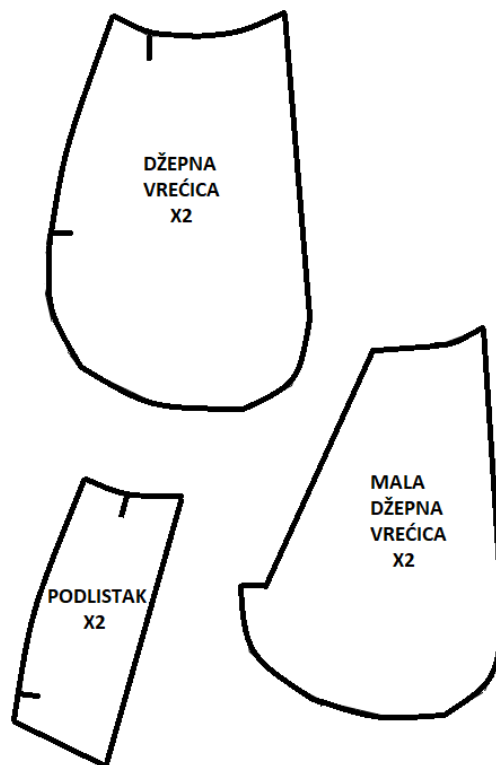 DŽEPNA
VREĆICA
X2
MALA
DŽEPNA
VREĆICA
X2
PODLISTAK
X2